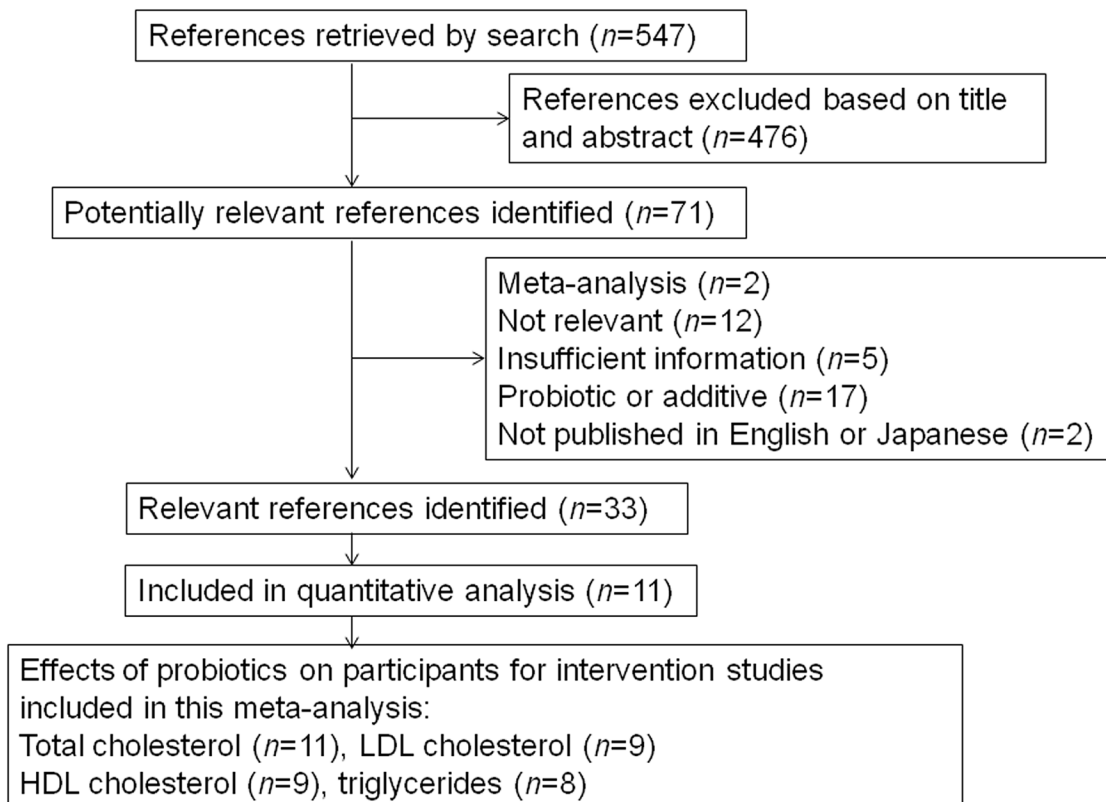 References retrieved by search (n=547)
References excluded based on title
and abstract (n=476)
Potentially relevant references identified (n=71)
Meta-analysis (n=2)
Not relevant (n=12)
Insufficient information (n=5)
Probiotic or additive (n=17)
Not published in English or Japanese (n=2)
Relevant references identified (n=33)
Included in quantitative analysis (n=11)
Effects of probiotics on participants for intervention studies
included in this meta-analysis:
Total cholesterol (n=11), LDL cholesterol (n=9)
HDL cholesterol (n=9), triglycerides (n=8)